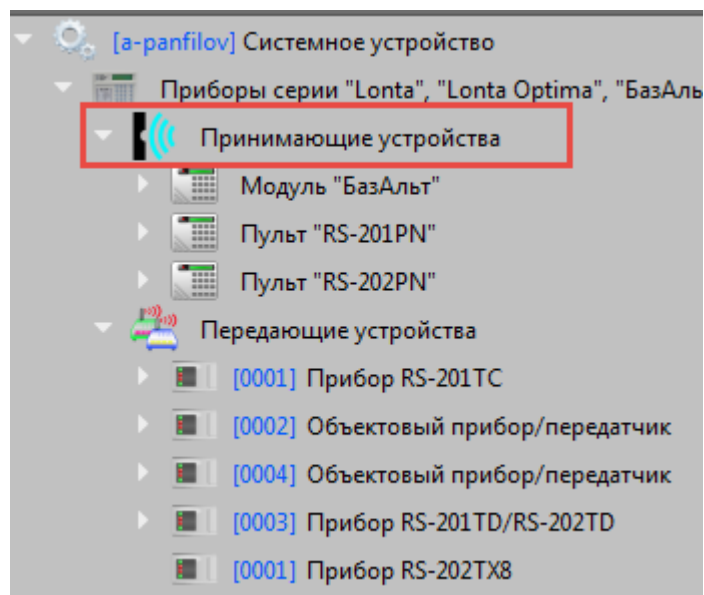 [a-panfilov] Системное устройство
Приборы серии "Lonta", "Lonta Optima", "БазАль
Принимающие устройства
Модуль "БазАльт"
Пульт "RS-201PN"
Пульт "RS-202PN"
Передающие устройства
[0001] Прибор RS-201TC
[0002] Объектовый прибор/передатчик
[0004] Объектовый прибор/передатчик
[0003] Прибор RS-201TD/RS-202TD
[0001] Прибор RS-202TX8